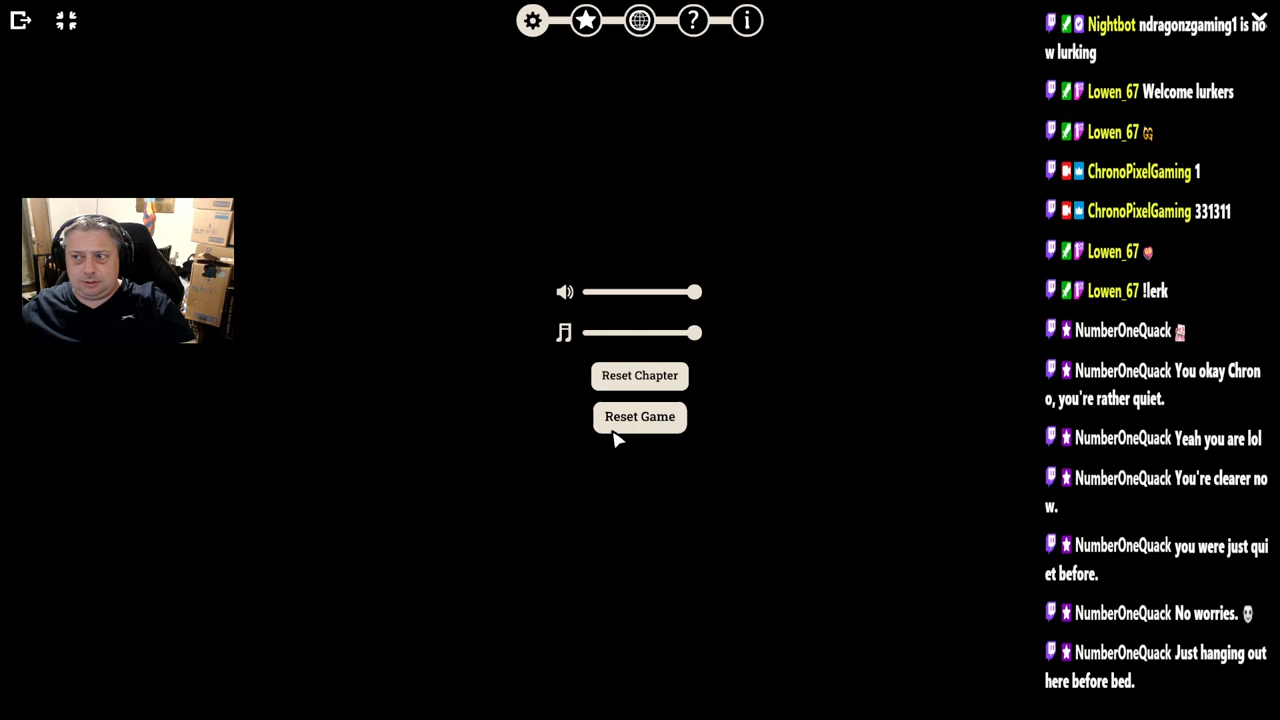 Nightbot ndragonzgaming1 is no
w lurking
Lowen_67 Welcome lurkers
Lowen_67
ChronoPixelGaming 1
ChronoPixelGaming 331311
Lowen_67
Lowen_67 !lerk
NumberOneQuack
NumberOneQuack You okay Chron
o, you're rather quiet.
NumberOneQuack Yeah you are lol
NumberOneQuack You're clearer no
w.
NumberOneQuack you were just qui
et before.
NumberOneQuack No worries.
NumberOneQuack Just hanging out
here before bed.
Reset Chapter
Reset Game